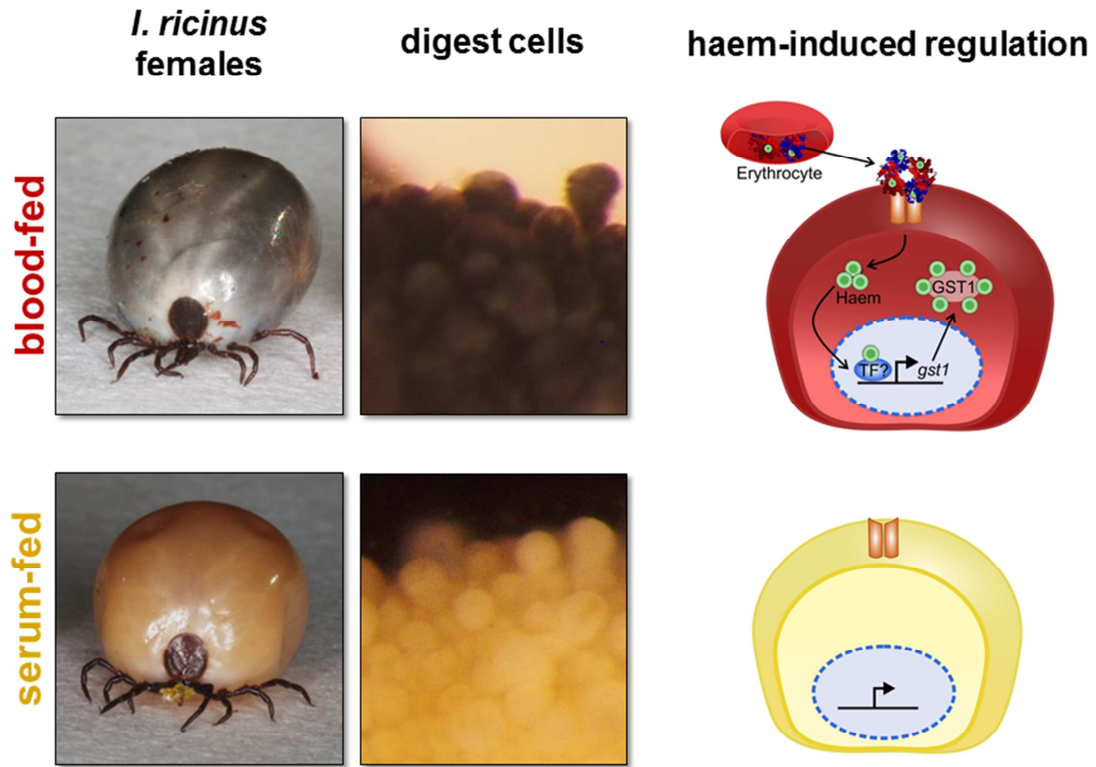 I. ricinus
females
digest cells
haem-induced regulation
blood-fed
Erythrocyte
Haem
GST1
TF?
gst1
serum-fed